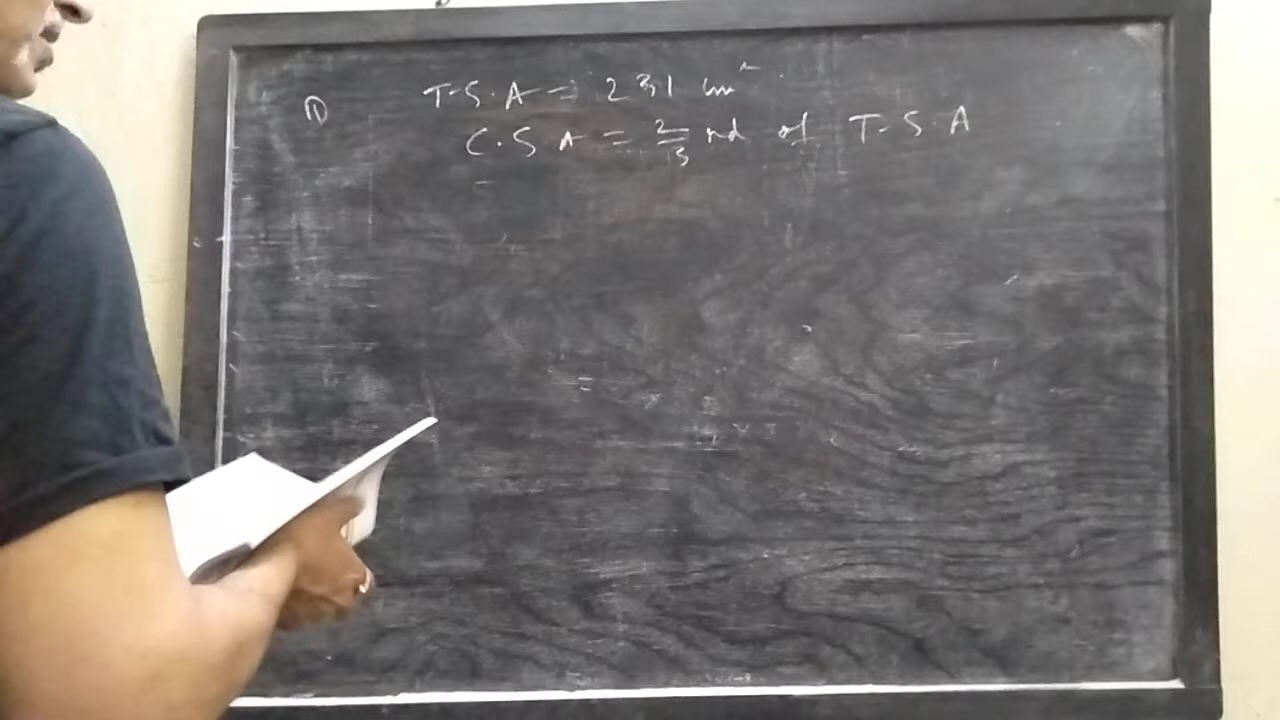 1) T.S.A = 231 cm²
C.S.A = 2/3 rd of T.S.A
=